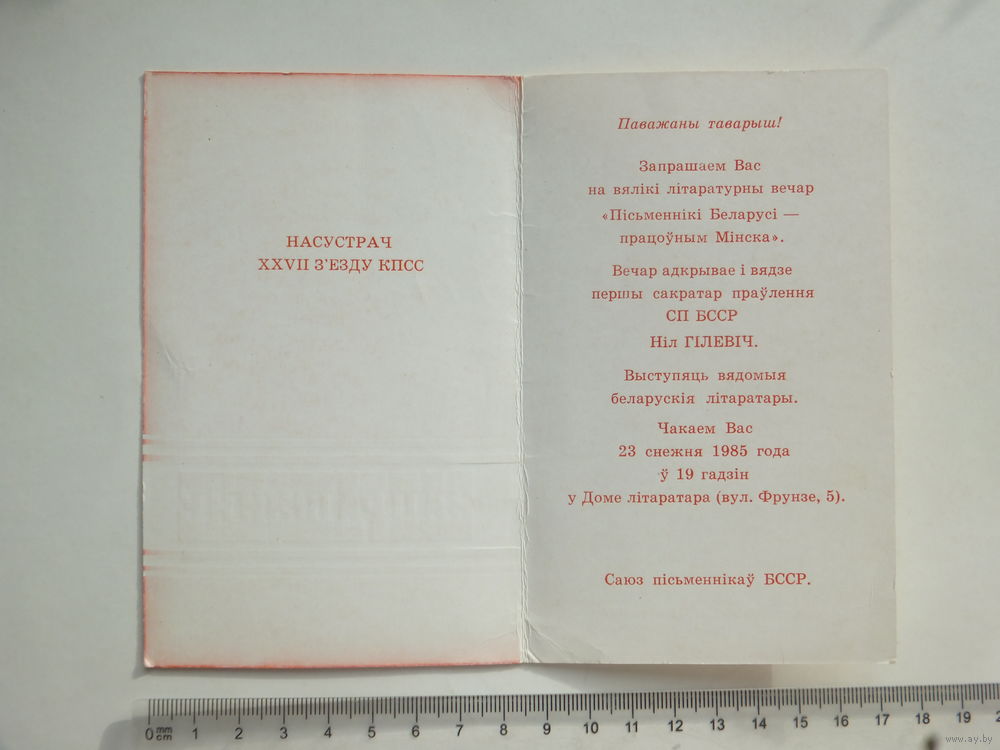 НАСУСТРАЧ
XXVII З'ЕЗДУ КПСС
Паважаны таварыш!
Запрашаем Вас
на вялікі літаратурны вечар
«Пісьменнікі Беларусі —
працоўным Мінска».
Вечар адкрывае і вядзе
першы сакратар праўлення
СП БССР
Ніл ГІЛЕВІЧ.
Выступяць вядомыя
беларускія літаратары.
Чакаем Вас
23 снежня 1985 года
ў 19 гадзін
у Доме літаратара (вул. Фрунзе, 5).
Саюз пісьменнікаў БССР.
0 mm 1 2 3 4 5 6 7 8 9 10 11 12 13 14 15 16 17 18 19
cm
www.ay.by